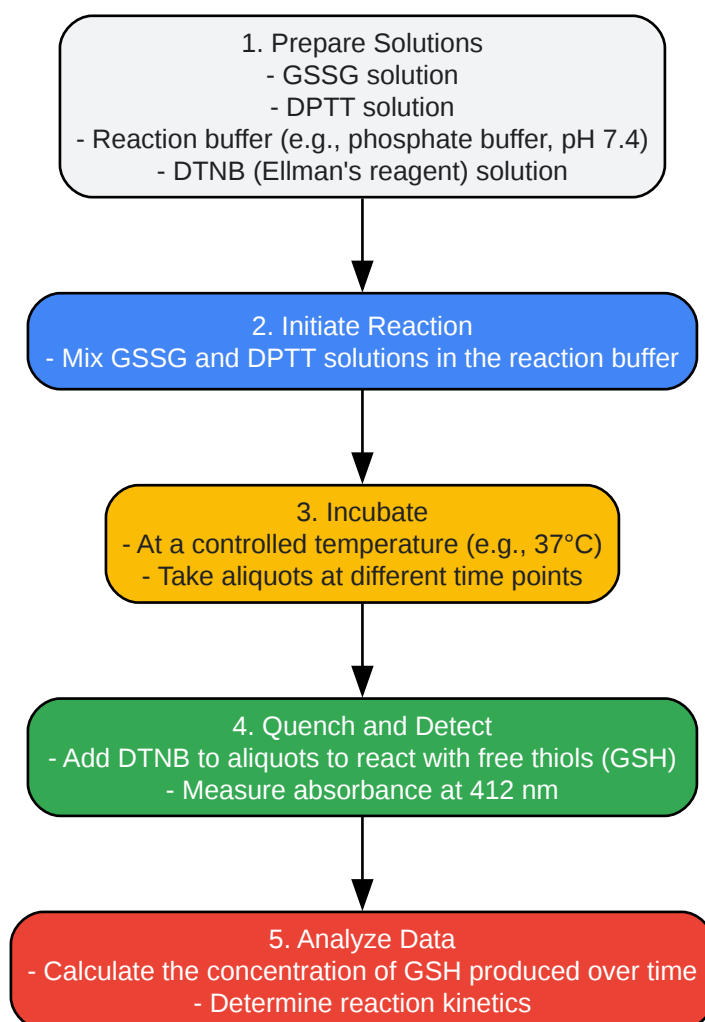 1. Prepare Solutions
- GSSG solution
- DPTT solution
- Reaction buffer (e.g., phosphate buffer, pH 7.4)
- DTNB (Ellman's reagent) solution
2. Initiate Reaction
- Mix GSSG and DPTT solutions in the reaction buffer
3. Incubate
- At a controlled temperature (e.g., 37°C)
- Take aliquots at different time points
4. Quench and Detect
- Add DTNB to aliquots to react with free thiols (GSH)
- Measure absorbance at 412 nm
5. Analyze Data
- Calculate the concentration of GSH produced over time
- Determine reaction kinetics